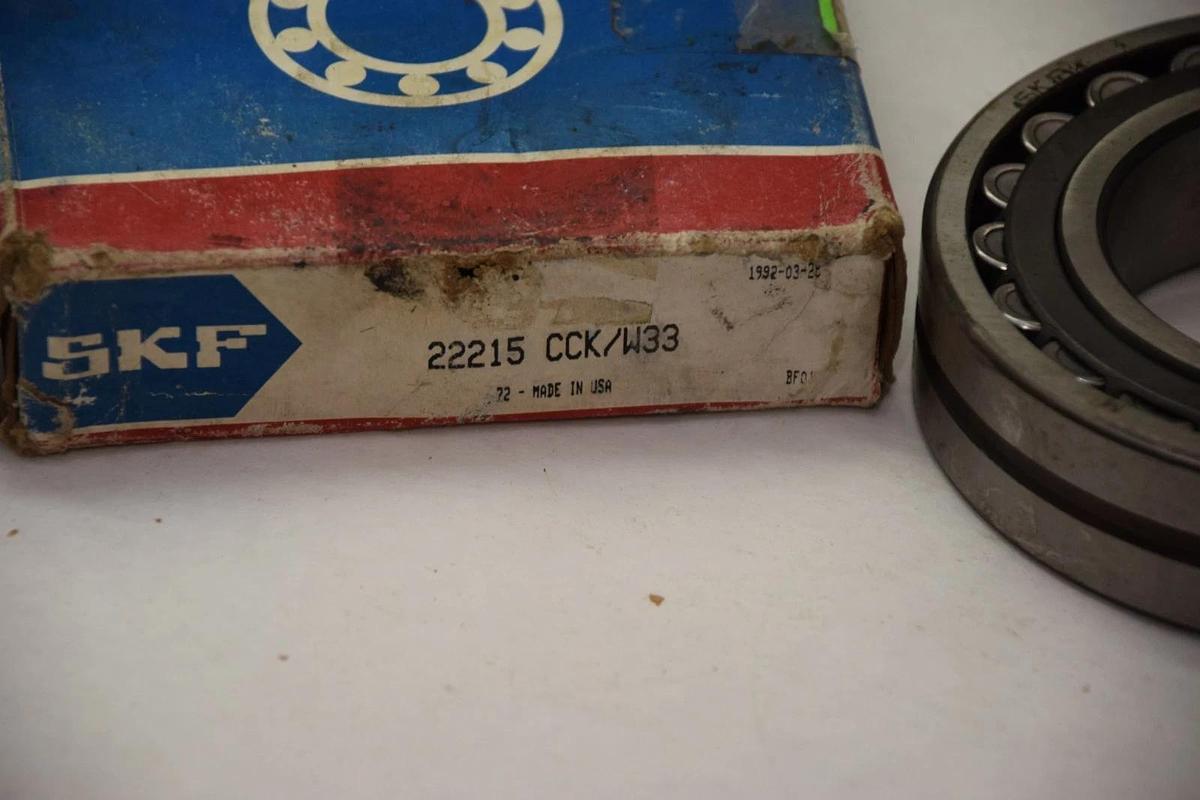 1992-03-2
SKF
22215 CCK/W33
72 - MADE IN USA
SKF